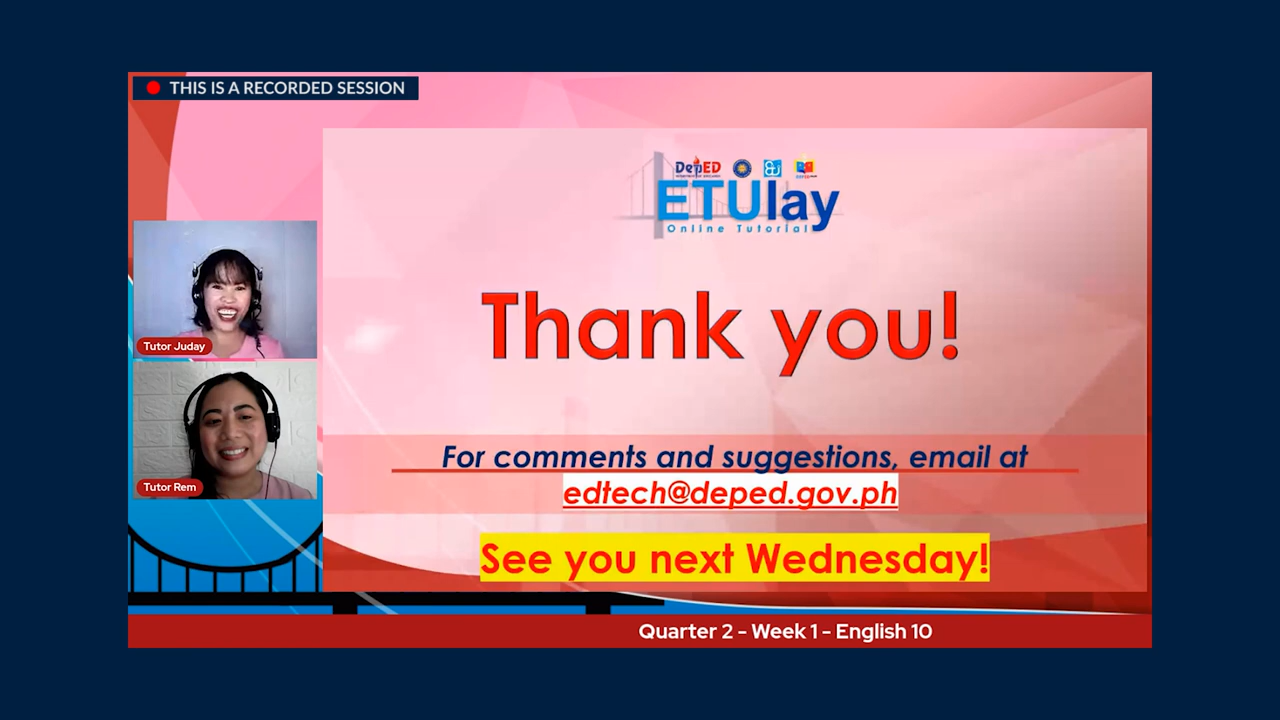 THIS IS A RECORDED SESSION
DepED
ETUlay
Online Tutorial
Thank you!
Tutor Juday
For comments and suggestions, email at
edtech@deped.gov.ph
Tutor Rem
See you next Wednesday!
Quarter 2 - Week 1 - English 10